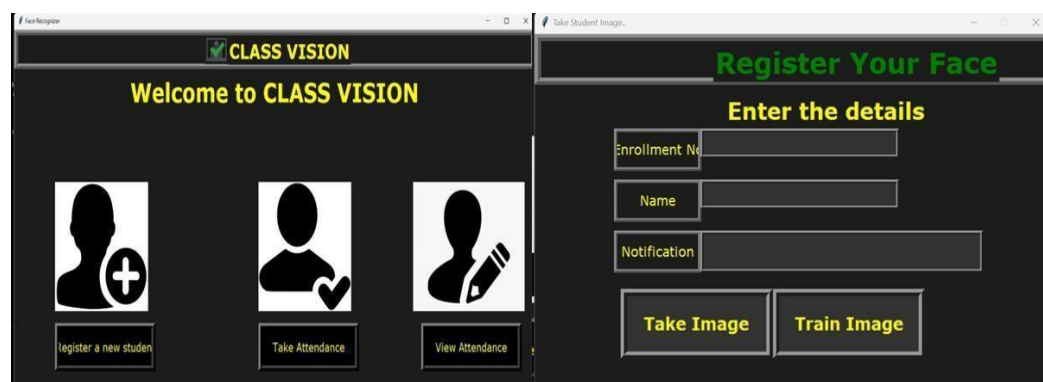 Face Recognizer
CLASS VISION
Welcome to CLASS VISION
Register a new studen
Take Attendance
View Attendance
Take Student Image..
Register Your Face
Enter the details
Enrollment No
Name
Notification
Take Image
Train Image